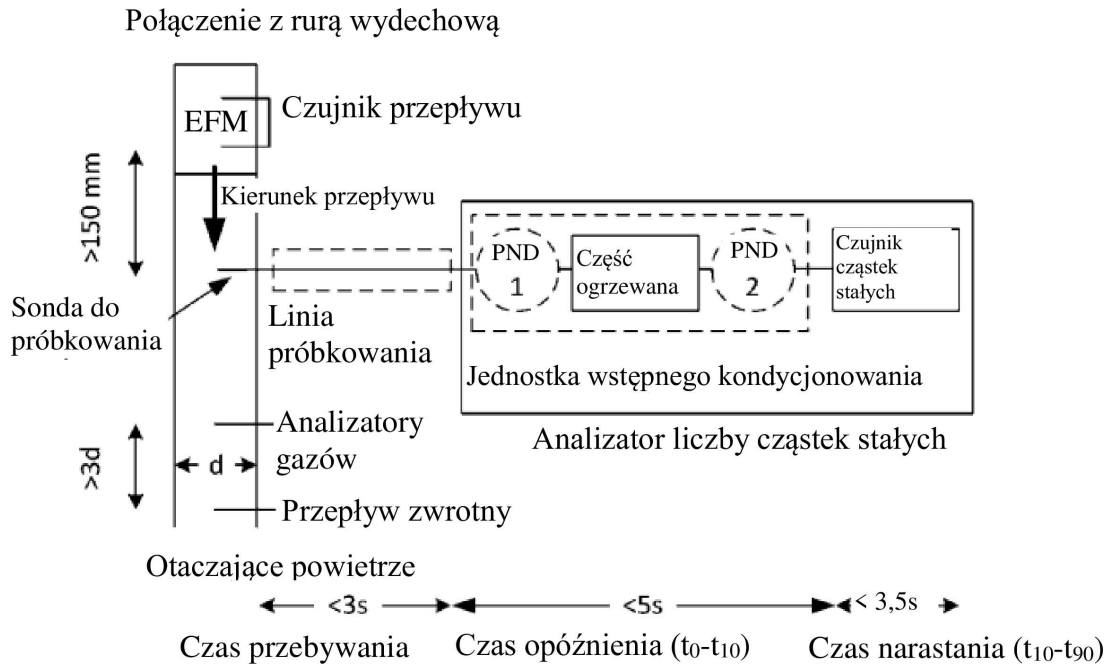 Połączenie z rurą wydechową
EFM
Czujnik przepływu
>150 mm
Kierunek przepływu
PND
1
Część
ogrzewana
PND
2
Czujnik
cząstek
stałych
Sonda do
próbkowania
Linia
próbkowania
Jednostka wstępnego kondycjonowania
Analizator liczby cząstek stałych
Analizatory
gazów
>3d
d
Przepływ zwrotny
Otaczające powietrze
<3s
<5s
< 3,5s
Czas przebywania
Czas opóźnienia (t0-t10)
Czas narastania (t10-t90)